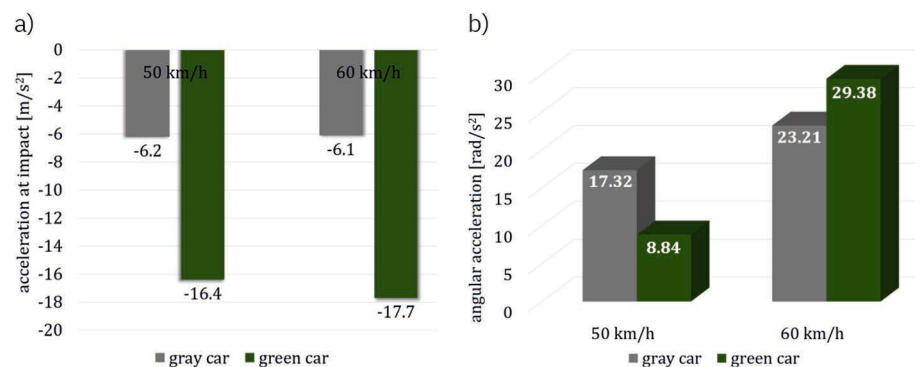 a)
acceleration at impact [m/s²]
0
-2
-4
-6
-8
-10
-12
-14
-16
-18
-20
50 km/h
60 km/h
-6.2
-16.4
-6.1
-17.7
gray car
green car
b)
angular acceleration [rad/s²]
30
25
20
15
10
5
0
17.32
8.84
23.21
29.38
50 km/h
60 km/h
gray car
green car